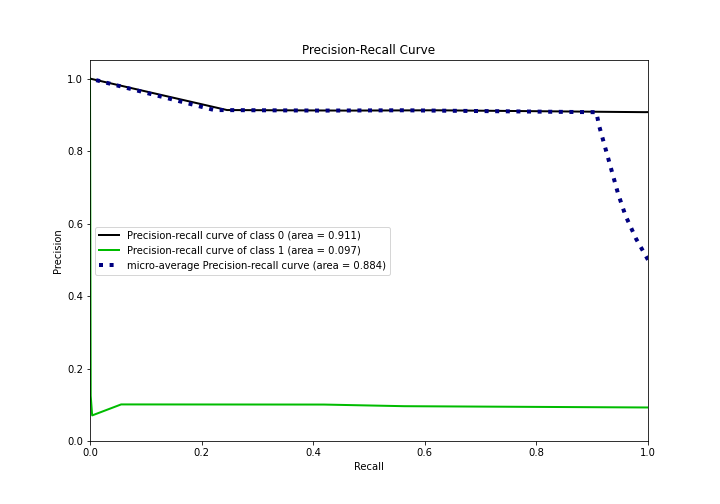 Precision-Recall Curve
1.0
0.8
0.6
0.4
0.2
0.0
Precision
Precision-recall curve of class 0 (area = 0.911)
Precision-recall curve of class 1 (area = 0.097)
micro-average Precision-recall curve (area = 0.884)
0.0 0.2 0.4 0.6 0.8 1.0
Recall